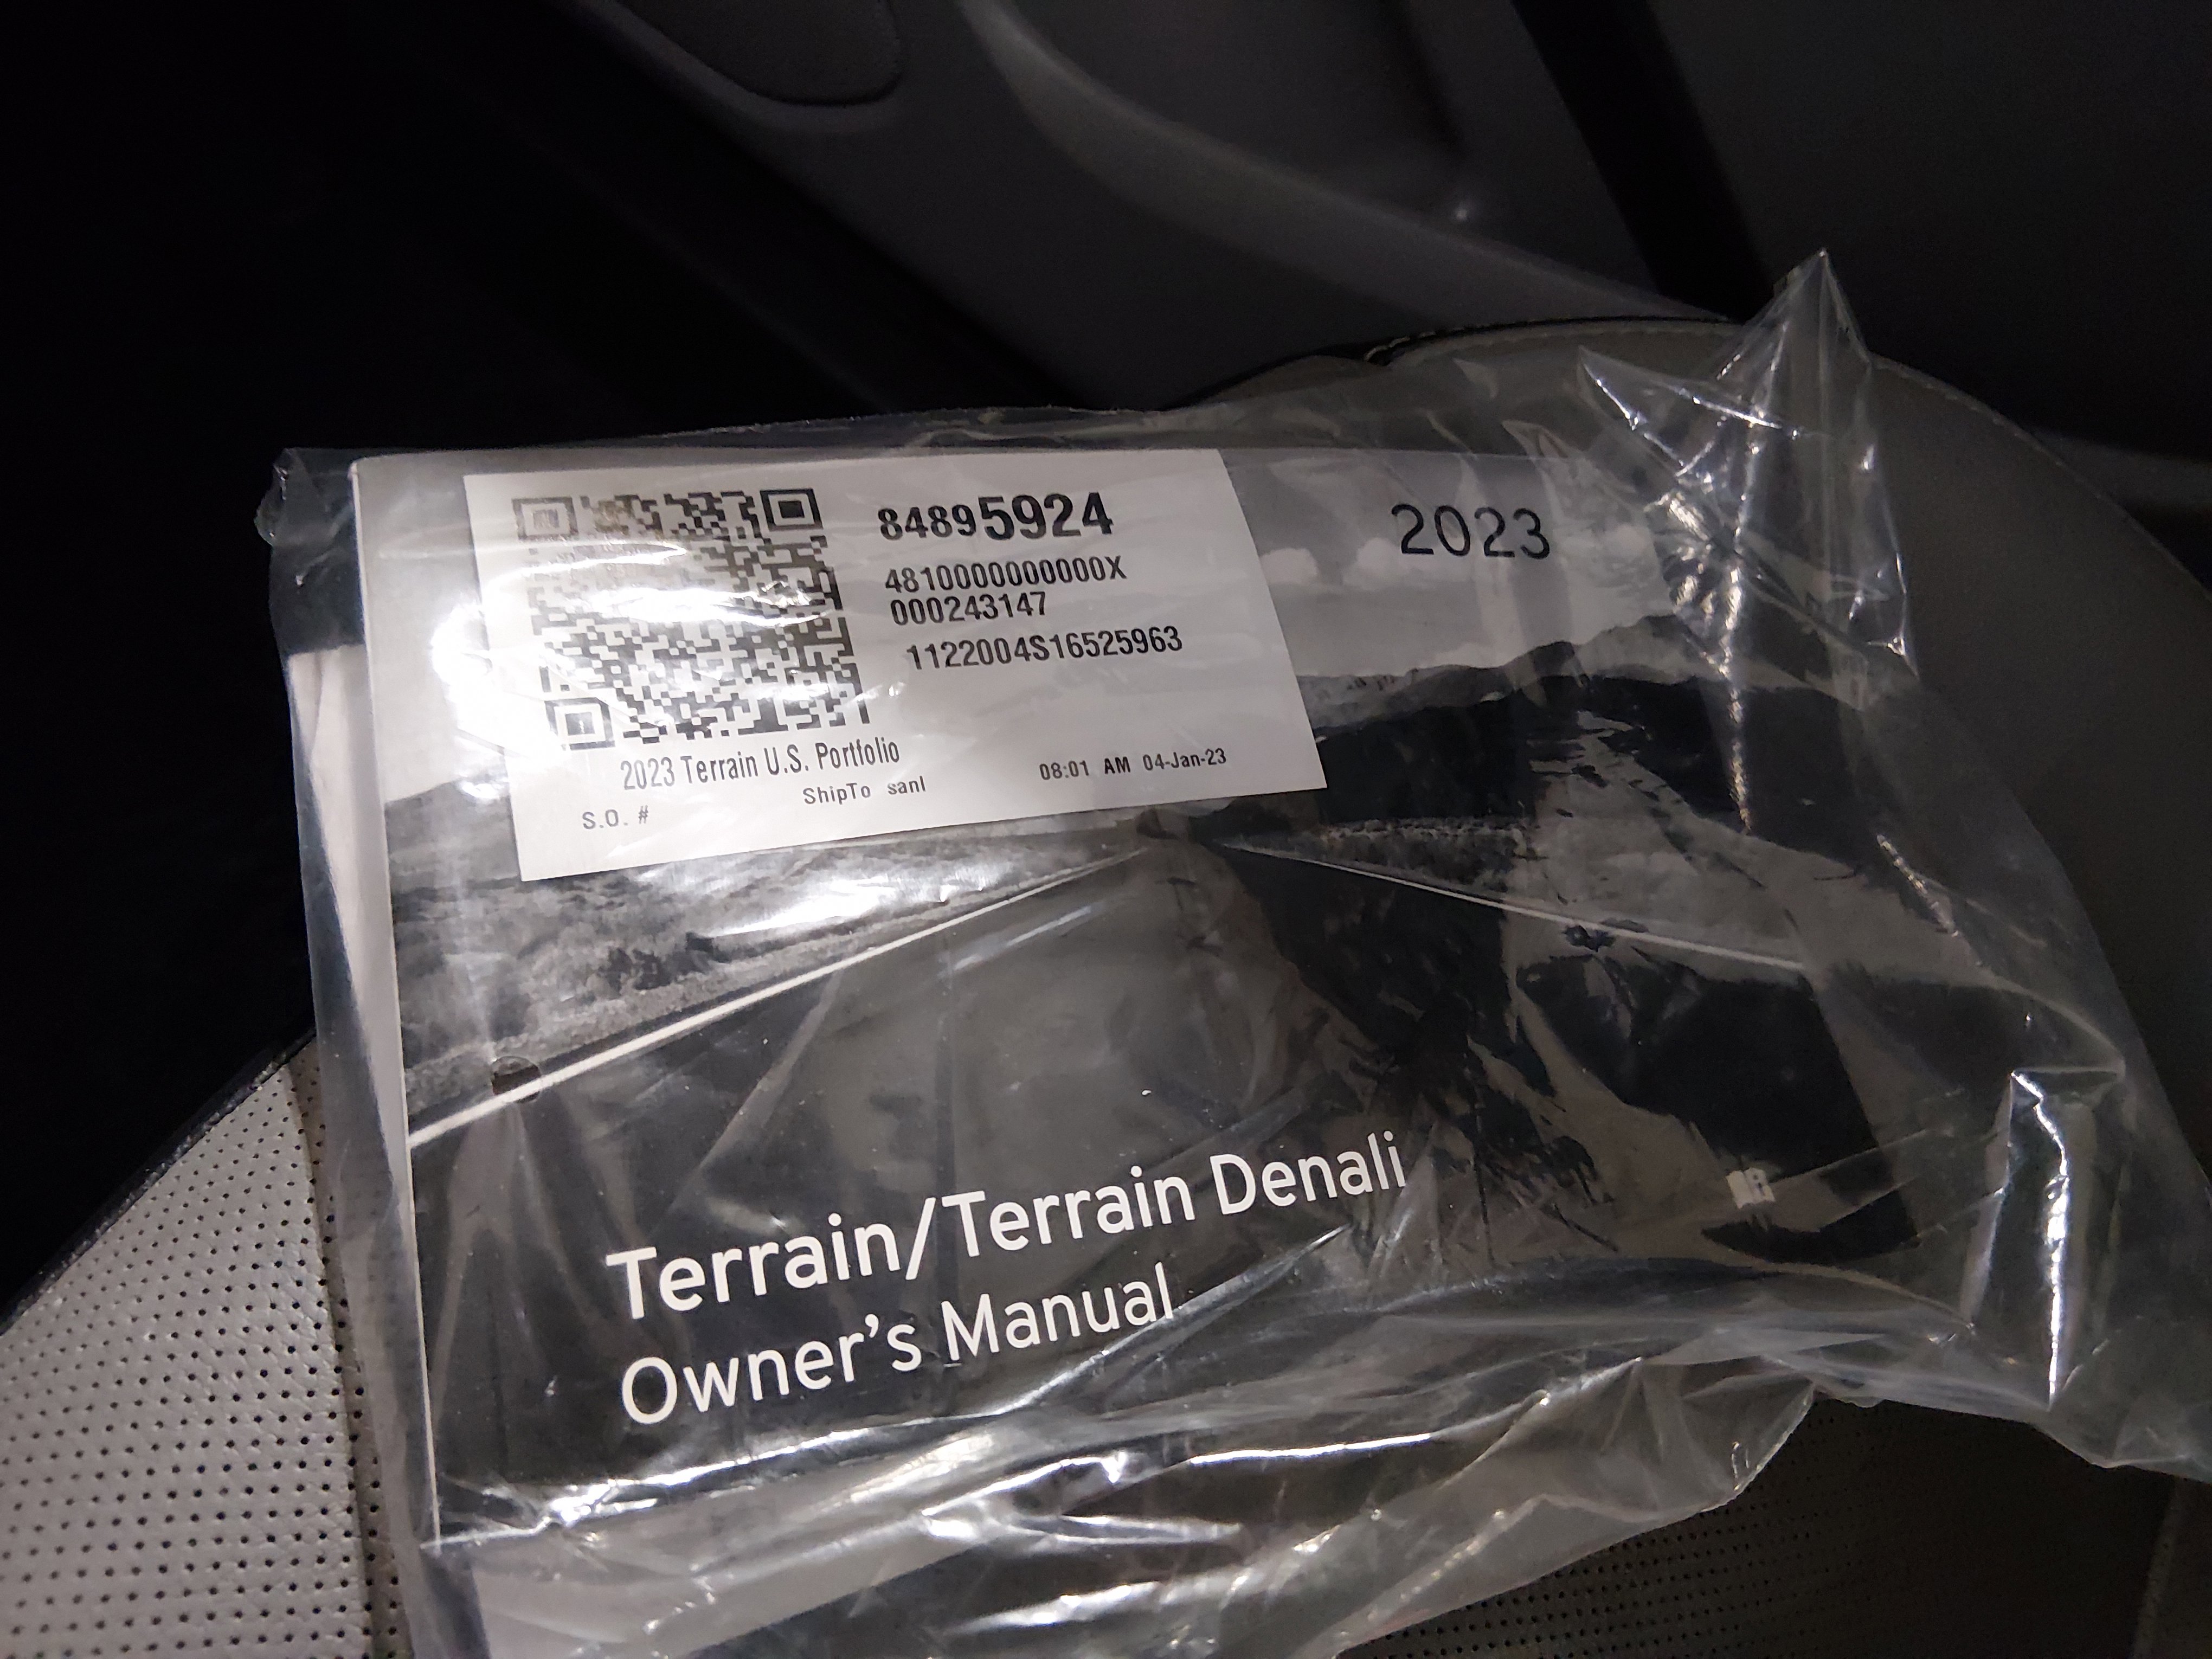 84895924
4810000000000X
000243147
1122004S16525963
2023 Terrain U.S. Portfolio
S.O. #
ShipTo sanl
08:01 AM 04-Jan-23
2023
Terrain/Terrain Denali
Owner's Manual